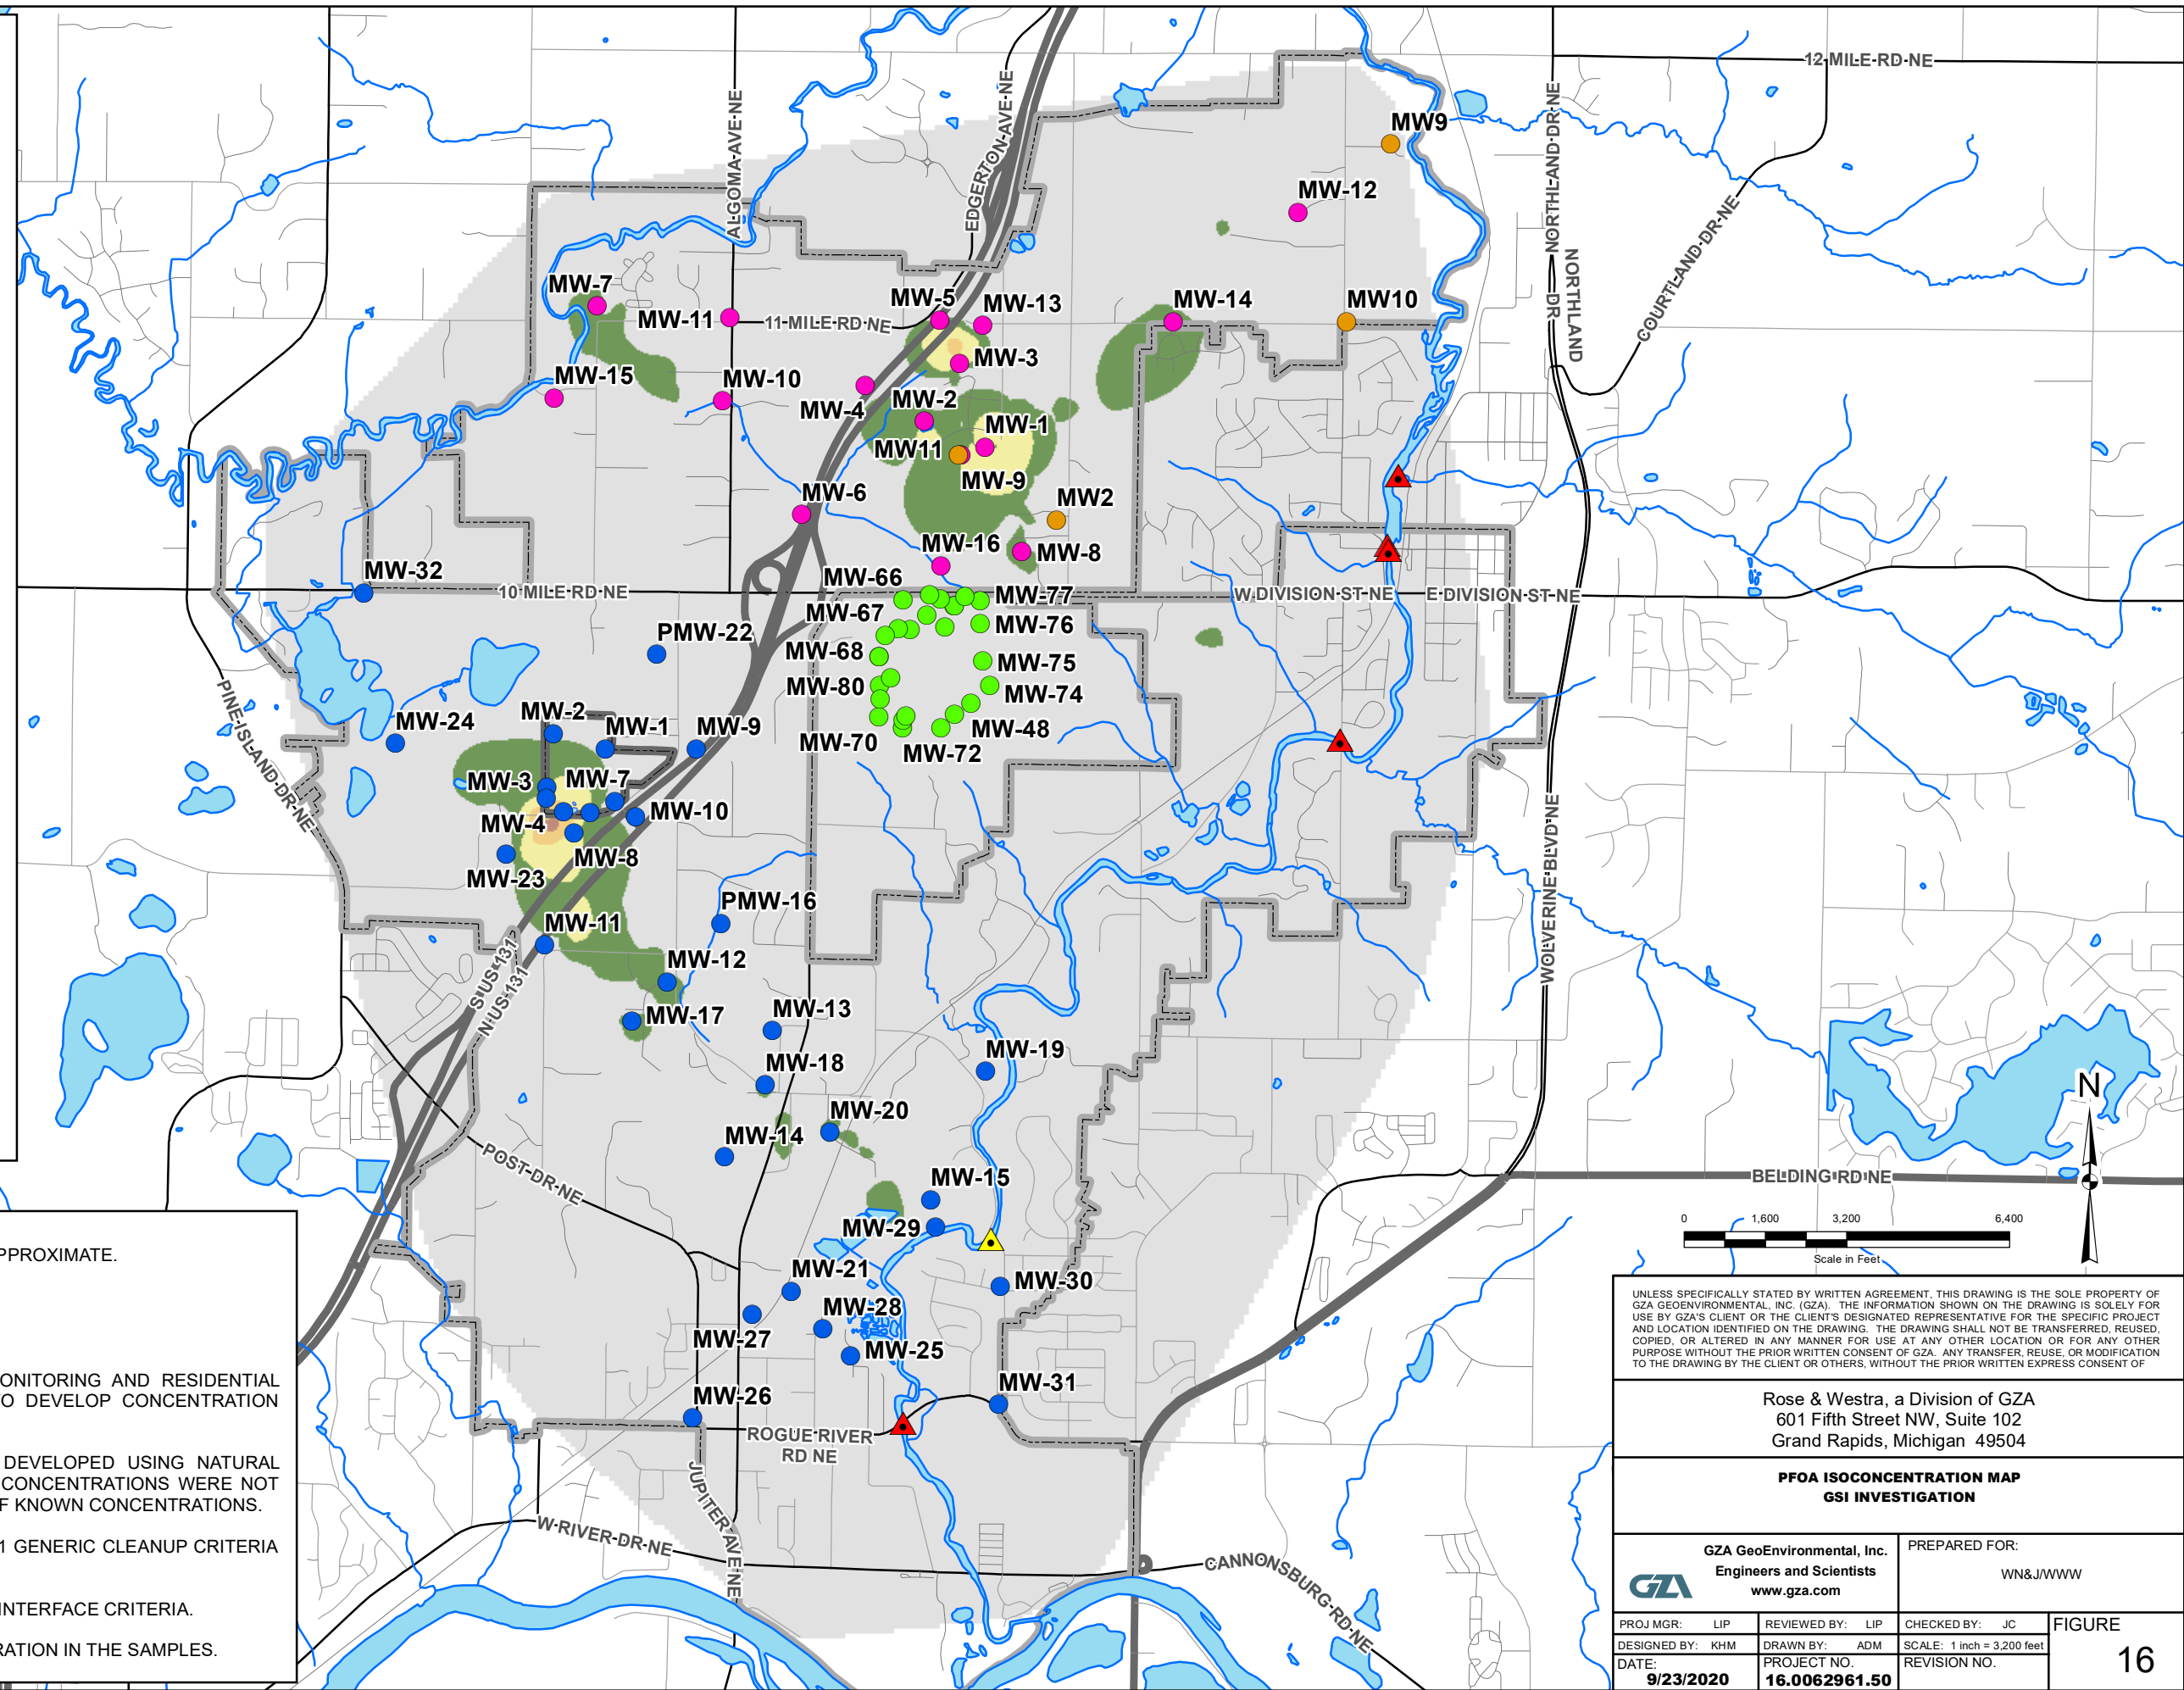 12 MILE RD NE
ALGOMA AVE NE
EDGERTON AVE NE
NORTHLAND DR NE
NORTHLAND
DR
COURTLAND DR NE
MW9
MW-12
MW-7
MW-11
11 MILE RD NE
MW-5
MW-13
MW-14
MW10
MW-3
MW-15
MW-10
MW-4
MW-2
MW-1
MW11
MW-9
MW-6
MW2
MW-16
MW-8
MW-32
10 MILE RD NE
MW-66
MW-77
W DIVISION ST NE
E DIVISION ST NE
MW-67
MW-76
PMW-22
MW-68
MW-75
MW-80
MW-74
PINE ISLAND DR NE
MW-24
MW-2
MW-1
MW-9
MW-70
MW-48
MW-72
MW-3
MW-7
MW-4
MW-10
MW-8
MW-23
WOLVERINE BLVD NE
PMW-16
MW-11
S US 131
N US 131
MW-12
MW-17
MW-13
MW-19
MW-18
MW-20
MW-14
POST DR NE
MW-15
MW-29
BELDING RD NE
MW-21
MW-30
MW-28
MW-27
MW-25
MW-26
MW-31
ROGUE RIVER
RD NE
JUPITER AVE NE
W RIVER DR NE
CANNONSBURG RD NE
N
0 1,600 3,200 6,400
Scale in Feet
PPROXIMATE.
ONITORING AND RESIDENTIAL
O DEVELOP CONCENTRATION
DEVELOPED USING NATURAL
CONCENTRATIONS WERE NOT
F KNOWN CONCENTRATIONS.
1 GENERIC CLEANUP CRITERIA
INTERFACE CRITERIA.
RATION IN THE SAMPLES.
UNLESS SPECIFICALLY STATED BY WRITTEN AGREEMENT, THIS DRAWING IS THE SOLE PROPERTY OF
GZA GEOENVIRONMENTAL, INC. (GZA). THE INFORMATION SHOWN ON THE DRAWING IS SOLELY FOR
USE BY GZA'S CLIENT OR THE CLIENT'S DESIGNATED REPRESENTATIVE FOR THE SPECIFIC PROJECT
AND LOCATION IDENTIFIED ON THE DRAWING. THE DRAWING SHALL NOT BE TRANSFERRED, REUSED,
COPIED, OR ALTERED IN ANY MANNER FOR USE AT ANY OTHER LOCATION OR FOR ANY OTHER
PURPOSE WITHOUT THE PRIOR WRITTEN CONSENT OF GZA. ANY TRANSFER, REUSE, OR MODIFICATION
TO THE DRAWING BY THE CLIENT OR OTHERS, WITHOUT THE PRIOR WRITTEN EXPRESS CONSENT OF
Rose & Westra, a Division of GZA
601 Fifth Street NW, Suite 102
Grand Rapids, Michigan 49504
PFOA ISOCONCENTRATION MAP
GSI INVESTIGATION
GZA
GZA GeoEnvironmental, Inc.
Engineers and Scientists
www.gza.com
PREPARED FOR:
WN&J/WWW
PROJ MGR: LIP
REVIEWED BY: LIP
CHECKED BY: JC
FIGURE
DESIGNED BY: KHM
DRAWN BY: ADM
SCALE: 1 inch = 3,200 feet
DATE:
9/23/2020
PROJECT NO.
16.0062961.50
REVISION NO.
16